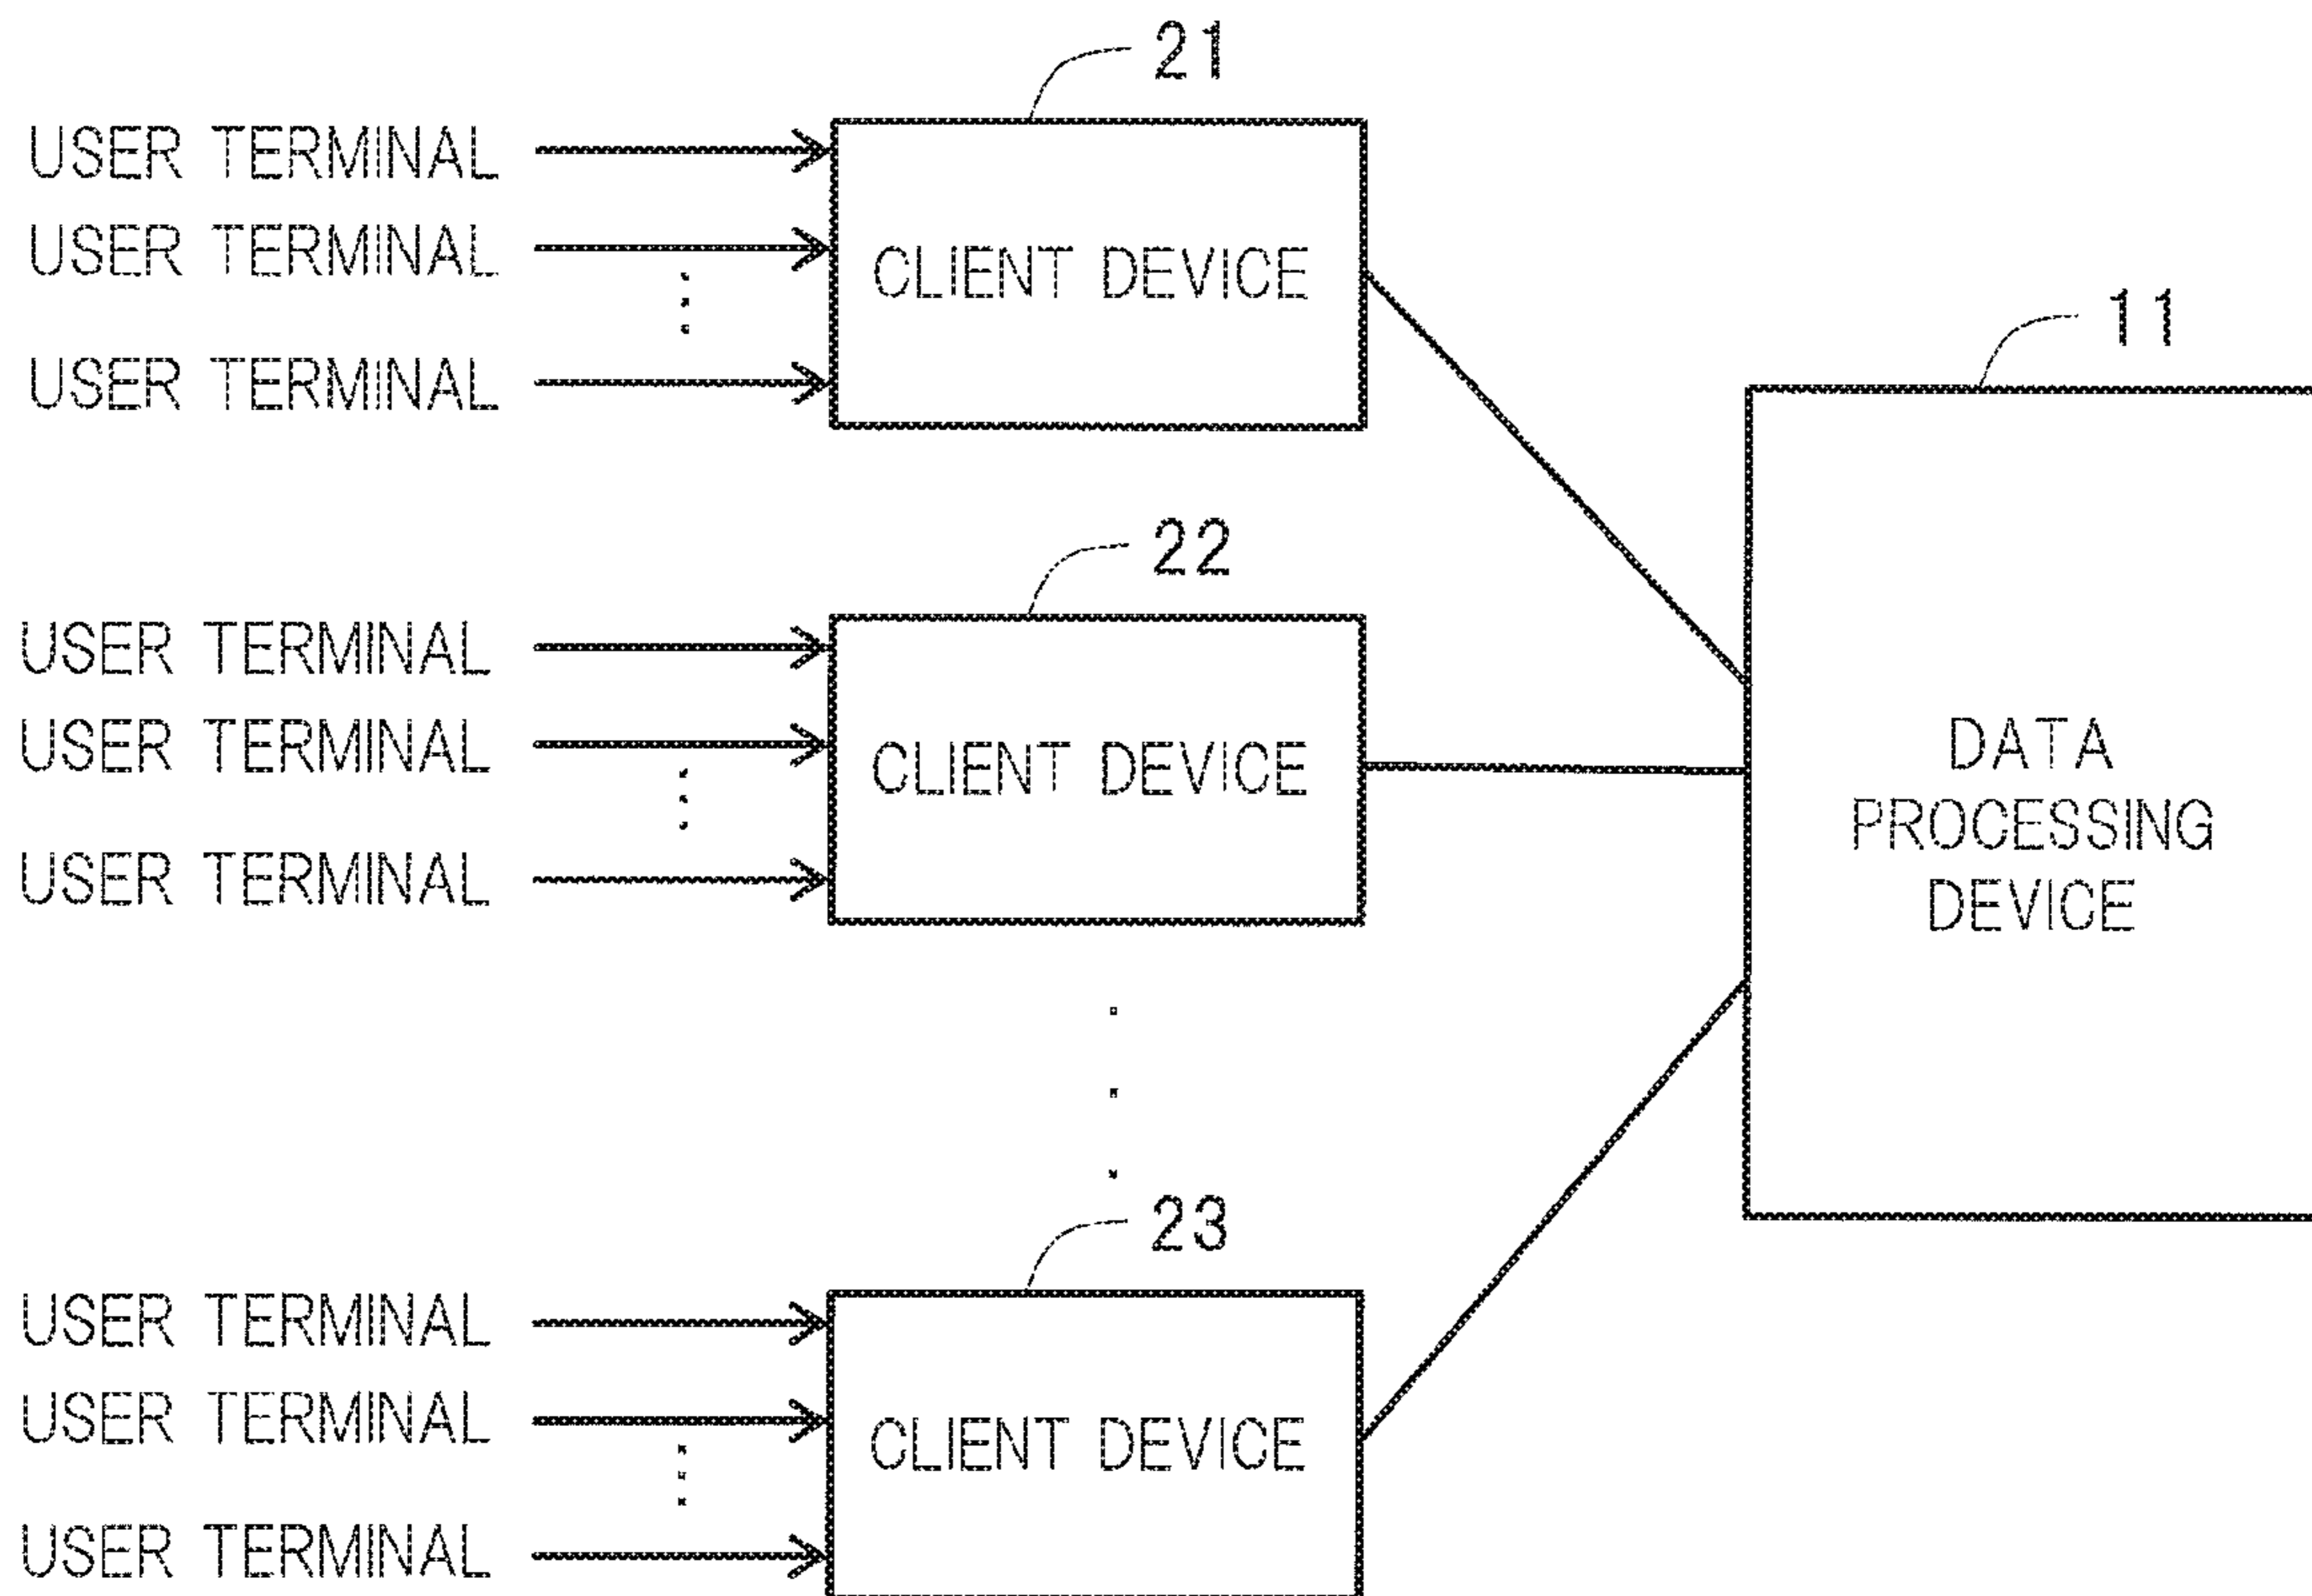 21
USER TERMINAL
USER TERMINAL
USER TERMINAL
CLIENT DEVICE
11
22
USER TERMINAL
USER TERMINAL
USER TERMINAL
CLIENT DEVICE
DATA
PROCESSING
DEVICE
23
USER TERMINAL
USER TERMINAL
USER TERMINAL
CLIENT DEVICE